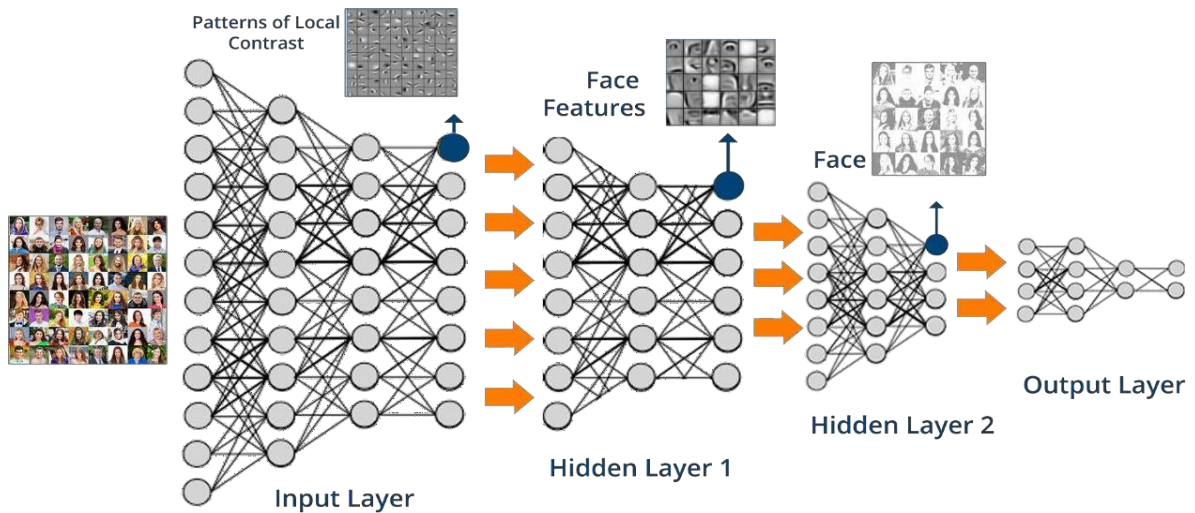 Patterns of Local
Contrast
Face
Features
Face
Input Layer
Hidden Layer 1
Hidden Layer 2
Output Layer